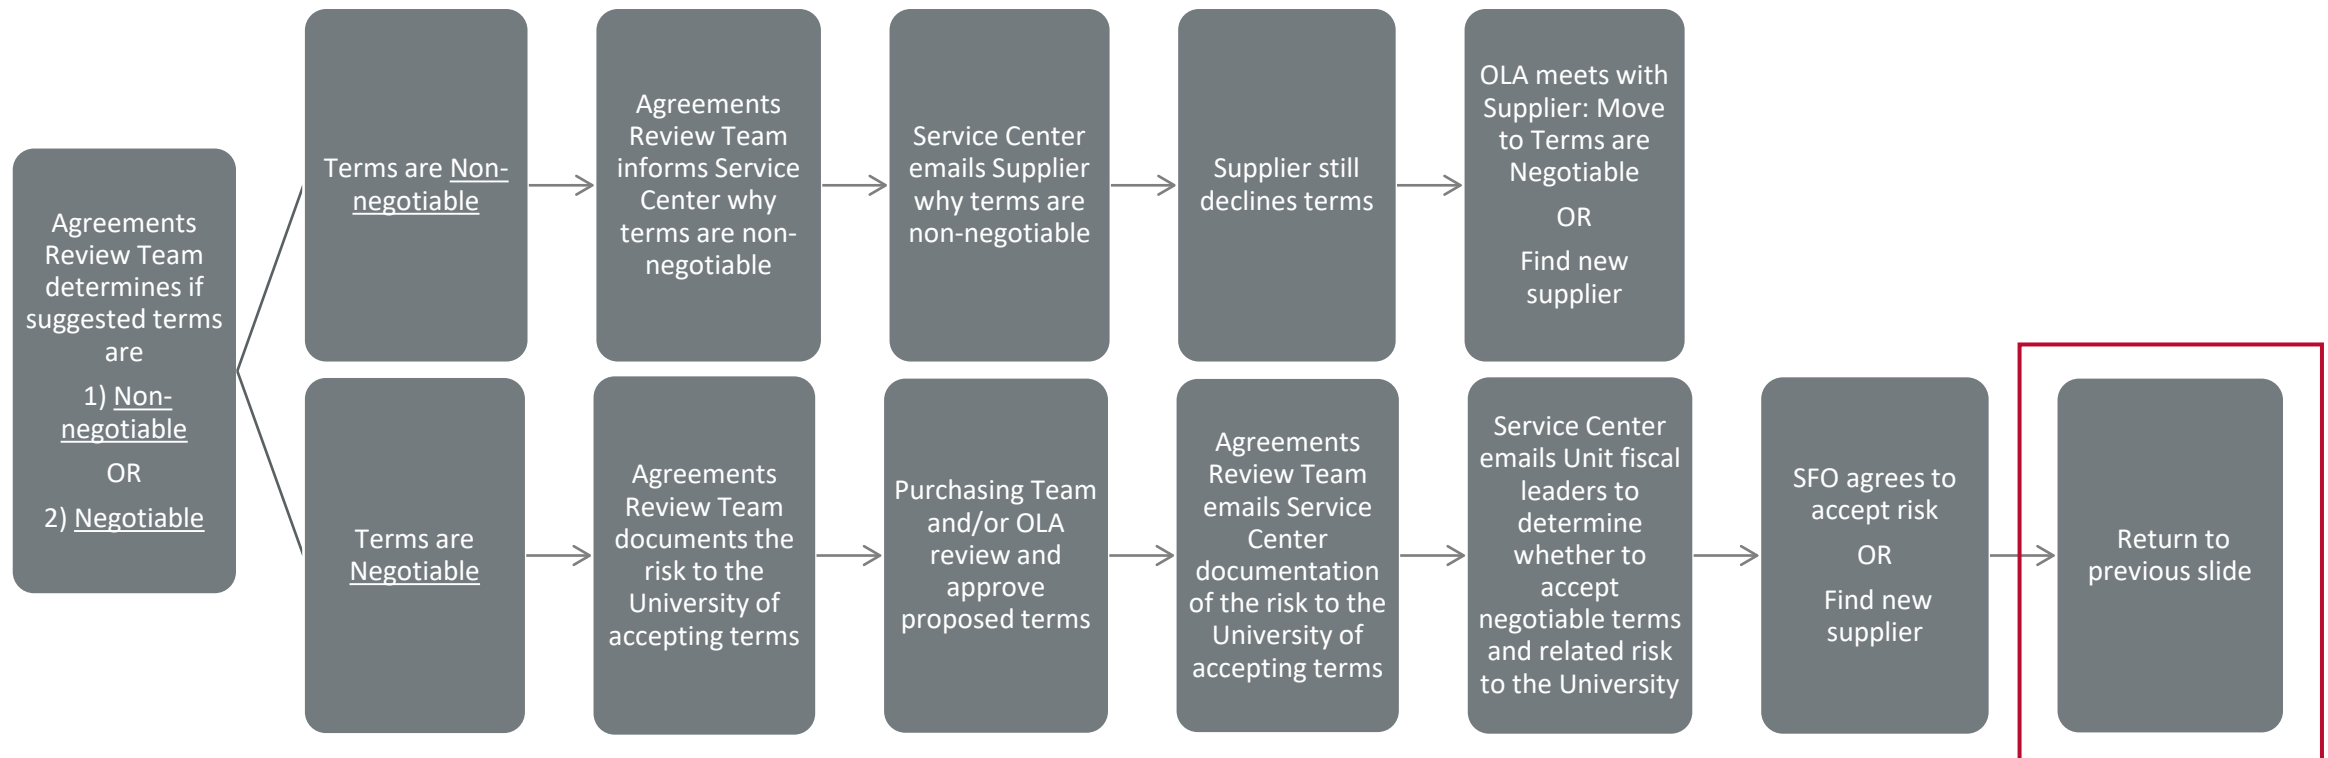 Agreements
Review Team
determines if
suggested terms
are
1) Non-
negotiable
OR
2) Negotiable
Terms are Non-
negotiable
Agreements
Review Team
informs Service
Center why
terms are non-
negotiable
Service Center
emails Supplier
why terms are
non-negotiable
Supplier still
declines terms
OLA meets with
Supplier: Move
to Terms are
Negotiable
OR
Find new
supplier
Terms are
Negotiable
Agreements
Review Team
documents the
risk to the
University of
accepting terms
Purchasing Team
and/or OLA
review and
approve
proposed terms
Agreements
Review Team
emails Service
Center
documentation
of the risk to the
University of
accepting terms
Service Center
emails Unit fiscal
leaders to
determine
whether to
accept
negotiable terms
and related risk
to the University
SFO agrees to
accept risk
OR
Find new
supplier
Return to
previous slide